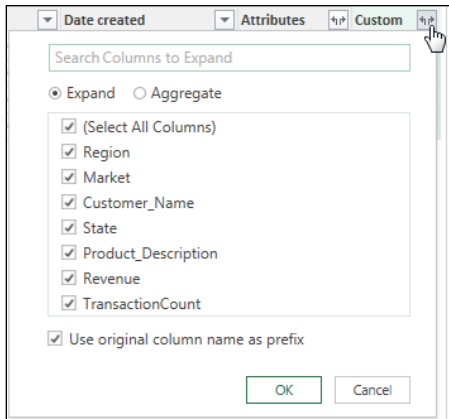 Date created Attributes Custom
Search Columns to Expand
Expand Aggregate
(Select All Columns)
Region
Market
Customer_Name
State
Product_Description
Revenue
TransactionCount
Use original column name as prefix
OK Cancel